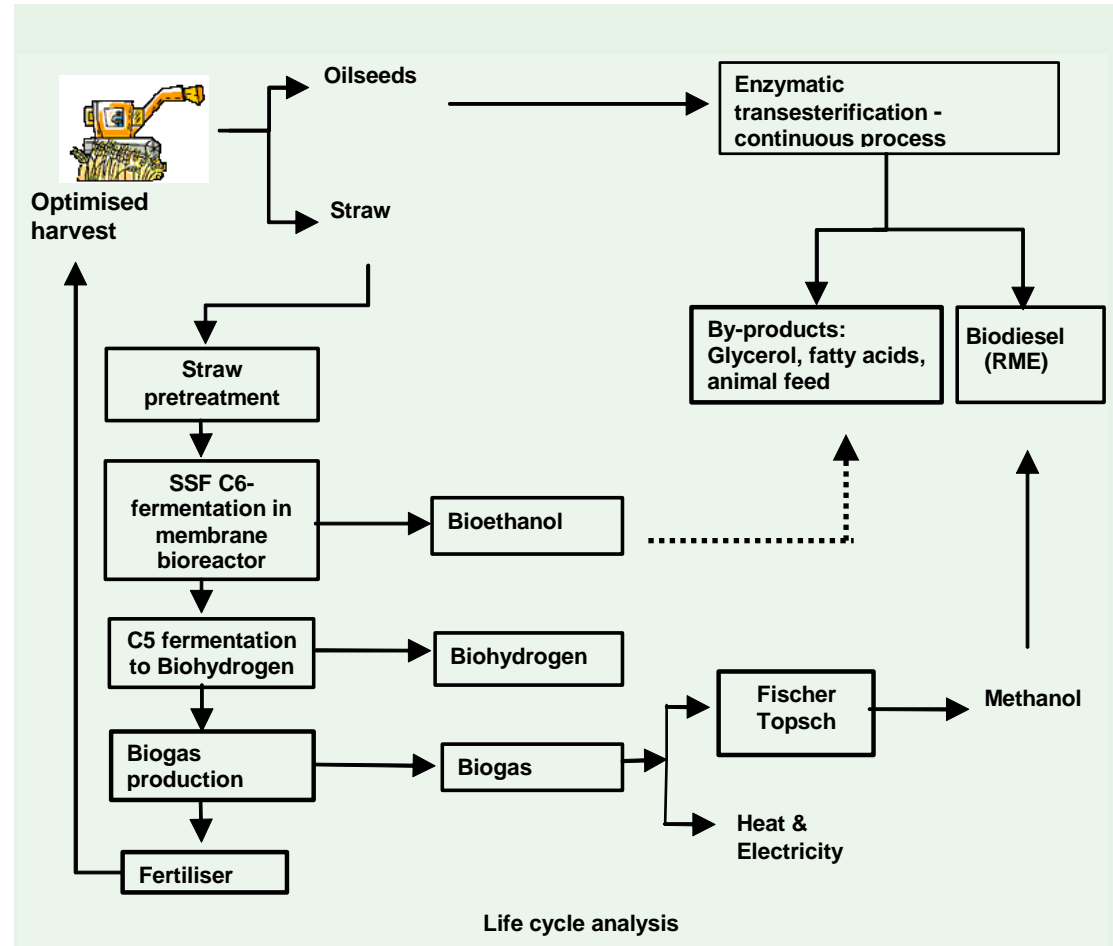 Oilseeds
Enzymatic
transesterification -
continuous process
Optimised
harvest
Straw
By-products:
Glycerol, fatty acids,
animal feed
Biodiesel
(RME)
Straw
pretreatment
SSF C6-
fermentation in
membrane
bioreactor
Bioethanol
C5 fermentation
to Biohydrogen
Biohydrogen
Fischer
Topsch
Methanol
Biogas
production
Biogas
Heat &
Electricity
Fertiliser
Life cycle analysis